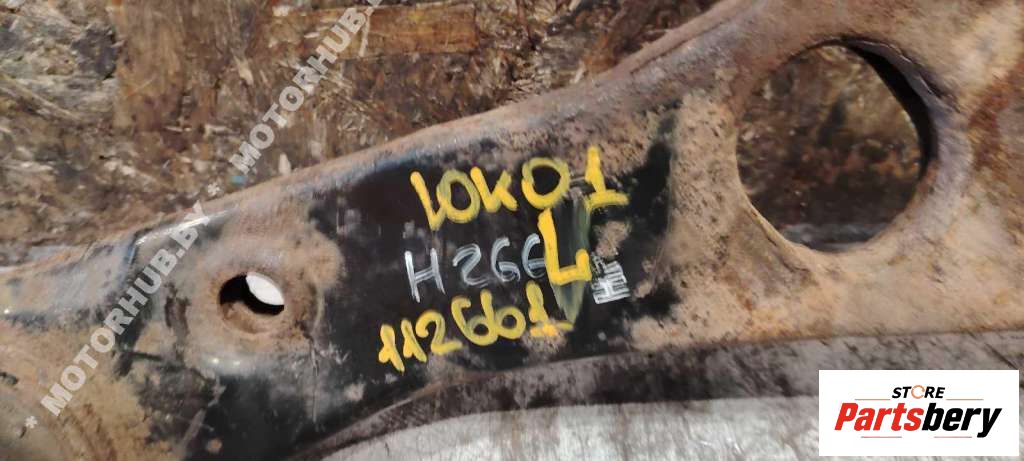 * MOTORHUB.BY * MOTORHUB.BY
10K01
L
H266
112661
STORE
Partsbery